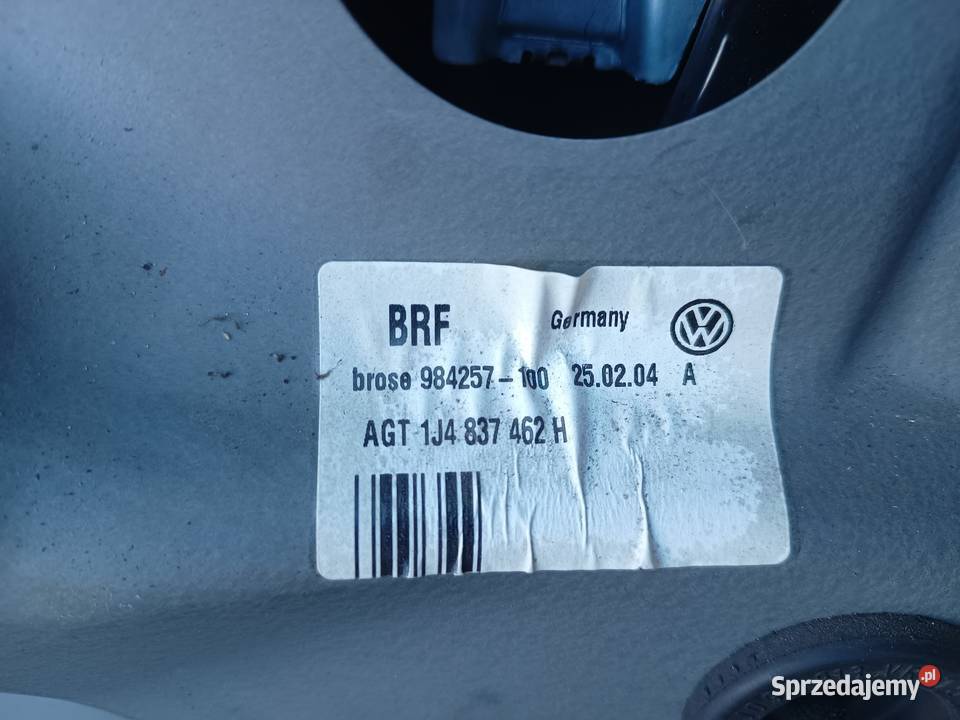 BRF Germany
brose 984257-100 25.02.04 A
AGT 1J4 837 462 H
Sprzedajemy.pl